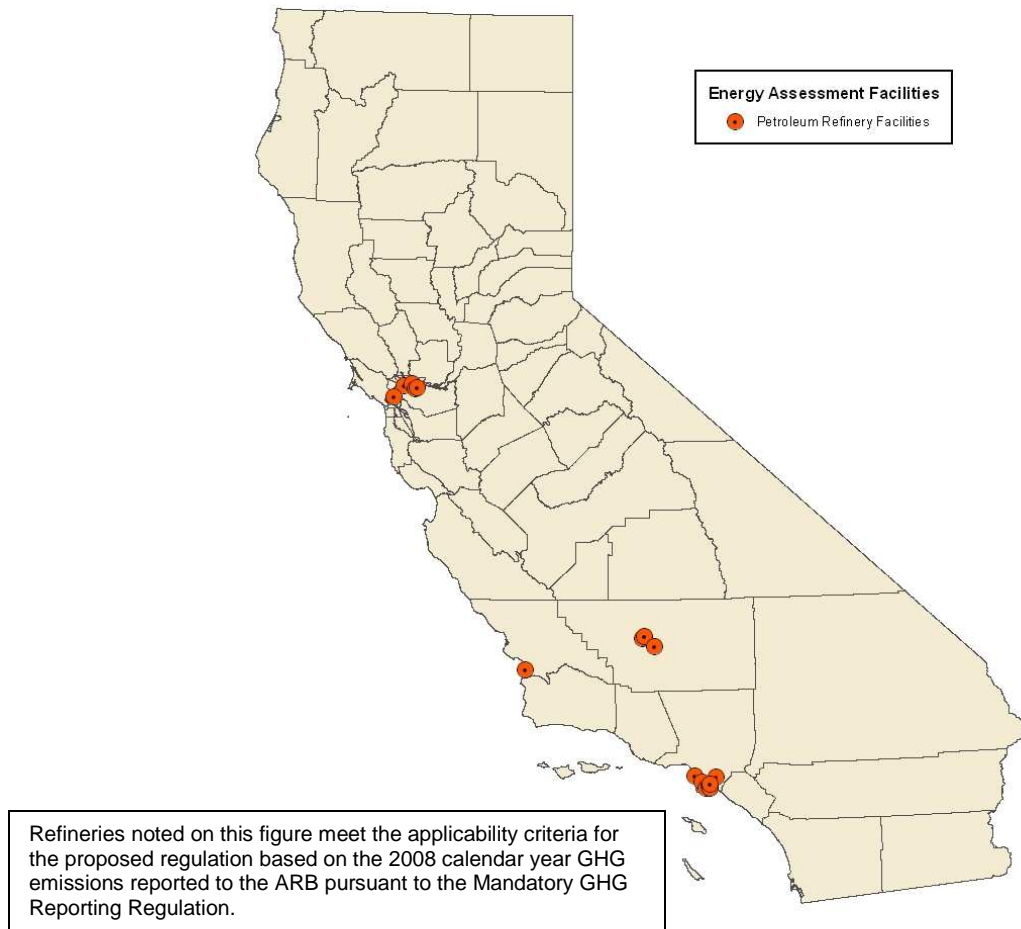 Energy Assessment Facilities
Petroleum Refinery Facilities
Refineries noted on this figure meet the applicability criteria for
the proposed regulation based on the 2008 calendar year GHG
emissions reported to the ARB pursuant to the Mandatory GHG
Reporting Regulation.